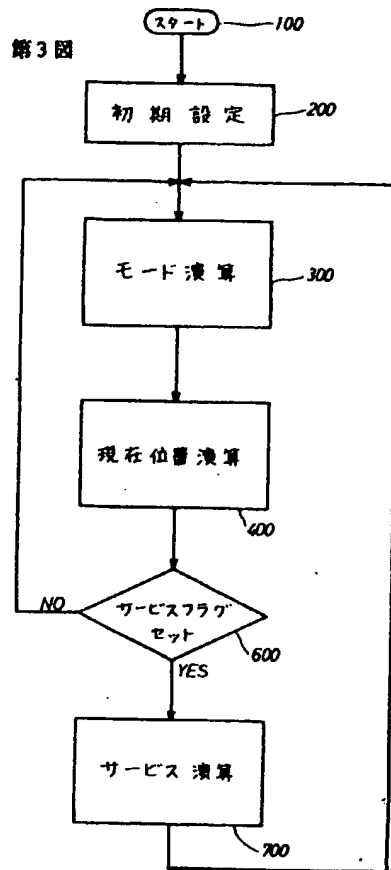 第3図
スタート
100
初期設定
200
モード演算
300
現在位置演算
400
サービスフラグ
セット
600
NO
YES
サービス演算
700